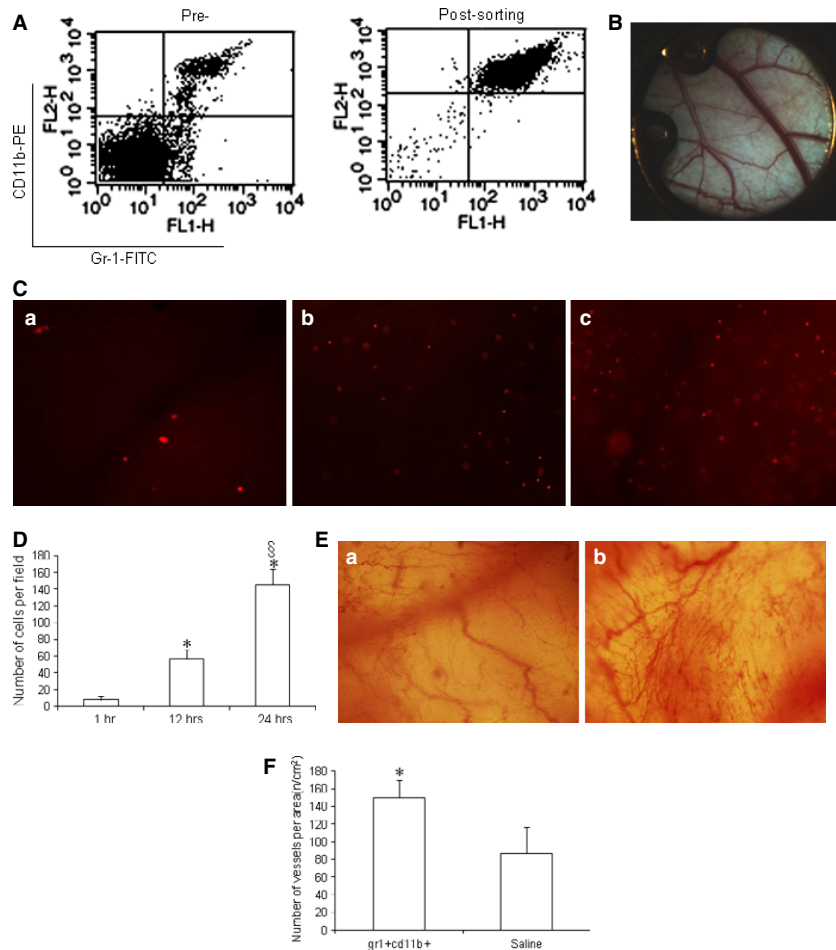 A
Pre-
Post-sorting
B
10⁴
10³
10²
10¹
10⁰
FL2-H
10⁰ 10¹ 10² 10³ 10⁴
FL1-H
10⁴
10³
10²
10¹
10⁰
FL2-H
10⁰ 10¹ 10² 10³ 10⁴
FL1-H
CD11b-PE
Gr-1-FITC
C
a
b
c
D
Number of cells per field
180
160
140
120
100
80
60
40
20
0
*
§
*
1 hr
12 hrs
24 hrs
E
a
b
F
Number of vessels per area(n/cm²)
180
160
140
120
100
80
60
40
20
0
*
gr1+cd11b+
Saline